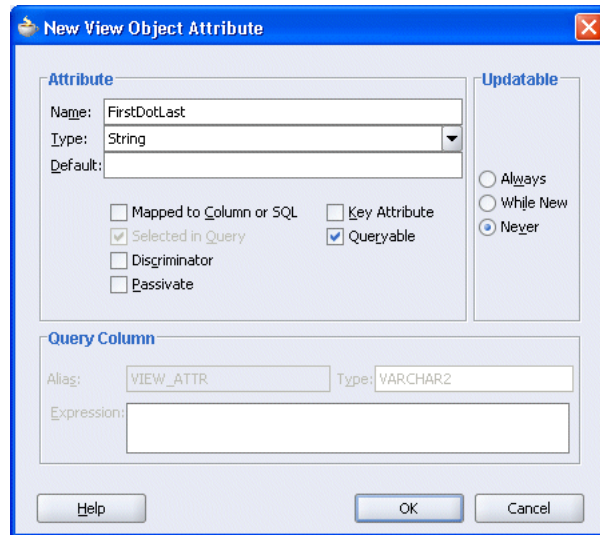 New View Object Attribute
Attribute
Name: FirstDotLast
Type: String
Default:
Mapped to Column or SQL
Key Attribute
Selected in Query
Queryable
Discriminator
Passivate
Updatable
Always
While New
Never
Query Column
Alias: VIEW_ATTR Type: VARCHAR2
Expression:
Help OK Cancel